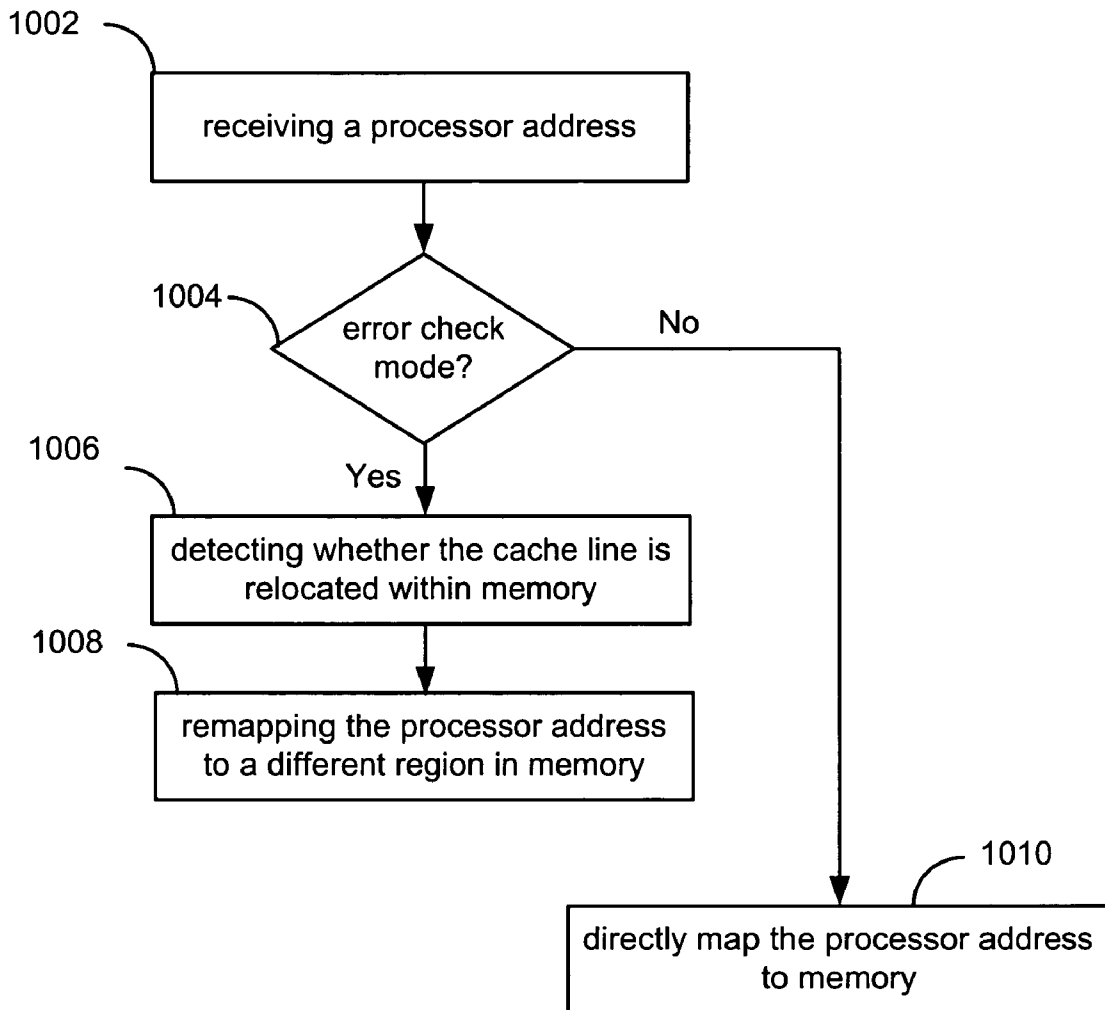 1002
receiving a processor address
1004
error check
mode?
No
Yes
1006
detecting whether the cache line is
relocated within memory
1008
remapping the processor address
to a different region in memory
1010
directly map the processor address
to memory